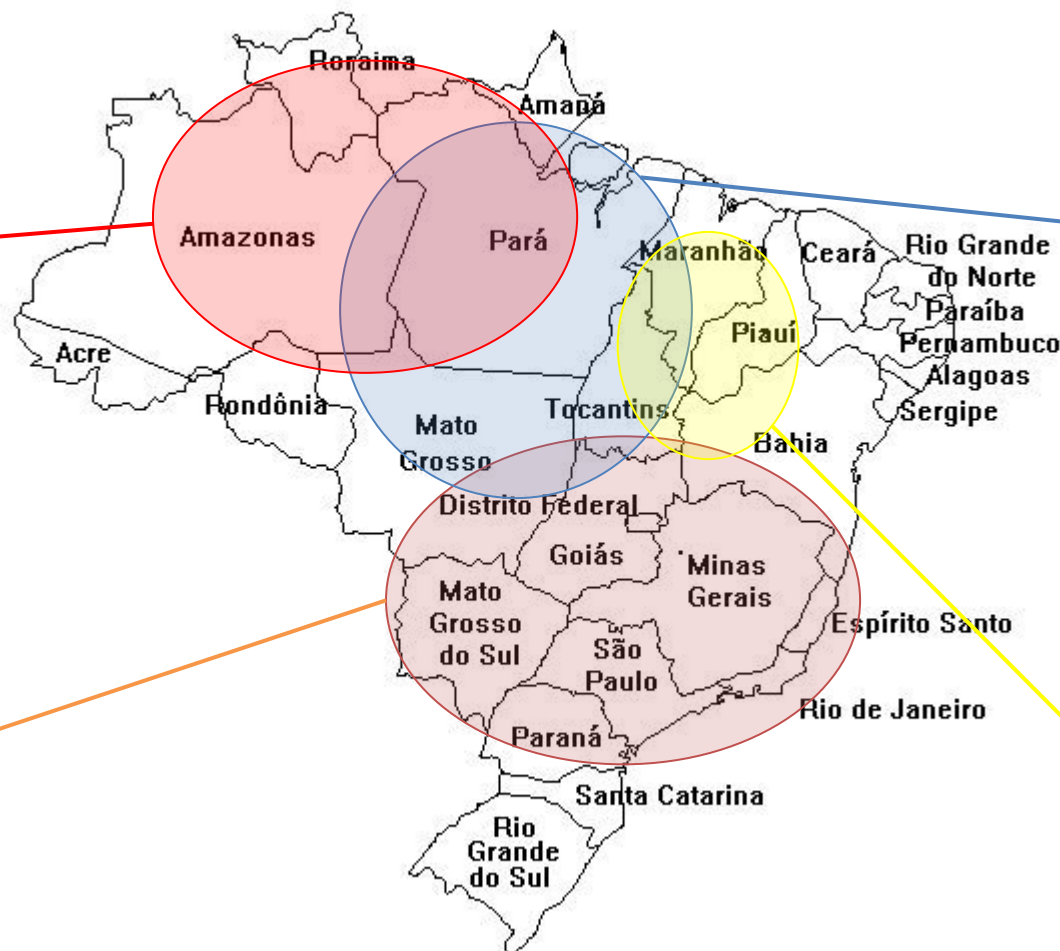 Roraima
Amapá
Amazonas
Pará
Maranhão
Ceará
Rio Grande
do Norte
Paraíba
Piauí
Pernambuco
Acre
Alagoas
Rondônia
Tocantins
Sergipe
Mato
Grosso
Bahia
Distrito Federal
Goiás
Minas
Gerais
Mato
Grosso
do Sul
Espírito Santo
São
Paulo
Rio de Janeiro
Paraná
Santa Catarina
Rio
Grande
do Sul